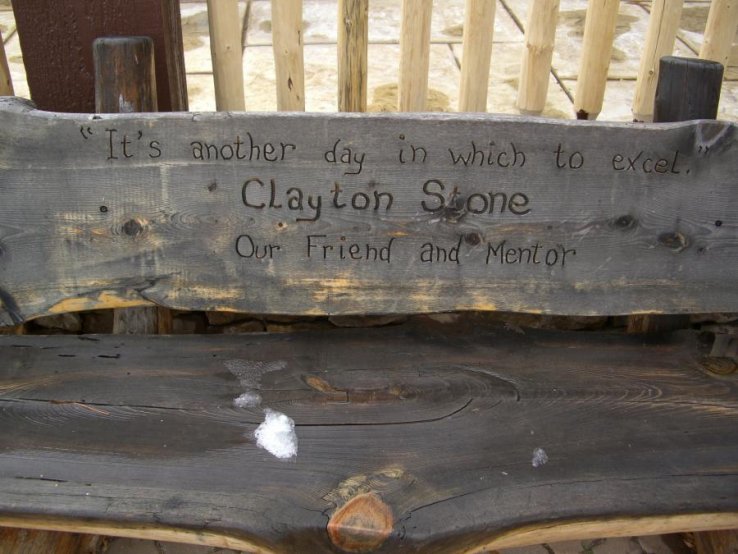 "It's another day in which to excel."
Clayton Stone
Our Friend and Mentor